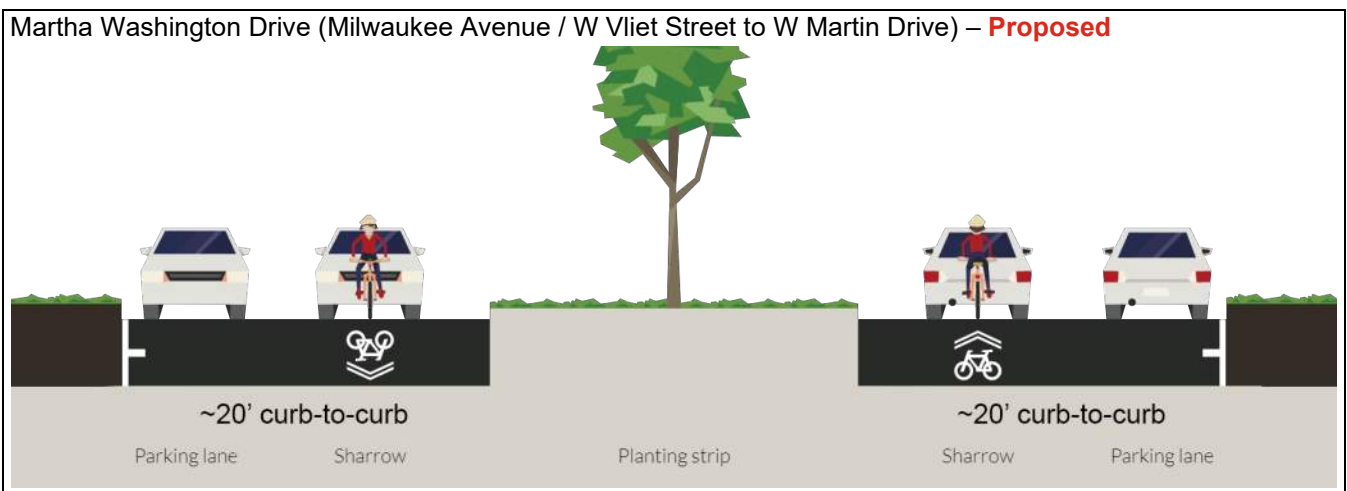 Martha Washington Drive (Milwaukee Avenue / W Vliet Street to W Martin Drive) – Proposed
~20’ curb-to-curb
~20’ curb-to-curb
Parking lane
Sharrow
Planting strip
Sharrow
Parking lane